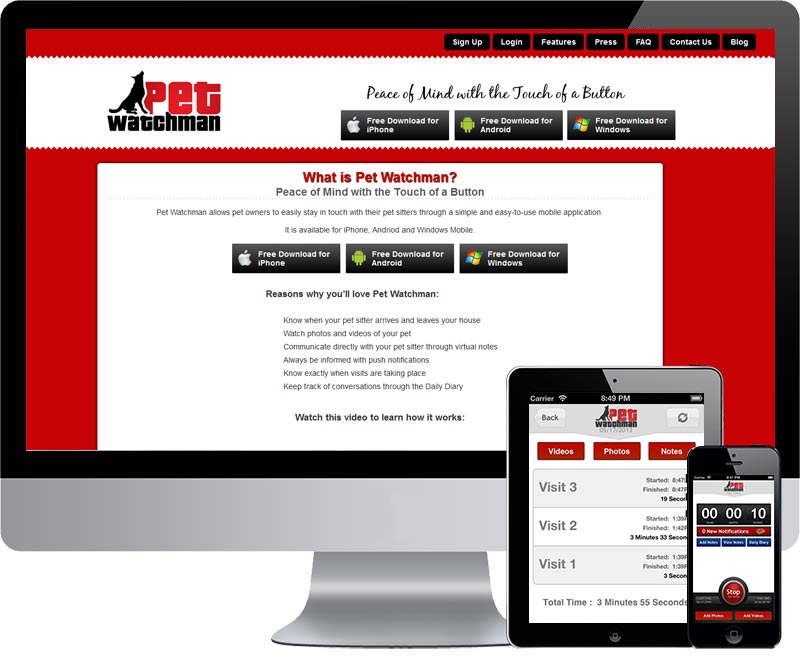 Sign Up Login Features Press FAQ Contact Us Blog
Pet
watchman
Peace of Mind with the Touch of a Button
Free Download for
iPhone
Free Download for
Android
Free Download for
Windows
What is Pet Watchman?
Peace of Mind with the Touch of a Button
Pet Watchman allows pet owners to easily stay in touch with their pet sitters through a simple and easy-to-use mobile application.
It is available for iPhone, Andriod and Windows Mobile.
Free Download for
iPhone
Free Download for
Android
Free Download for
Windows
Reasons why you'll love Pet Watchman:
Know when your pet sitter arrives and leaves your house
Watch photos and videos of your pet
Communicate directly with your pet sitter through virtual notes
Always be informed with push notifications
Know exactly when visits are taking place
Keep track of conversations through the Daily Diary
Watch this video to learn how it works:
Carrier 8:49 PM
Back
Pet
watchman
05/17/2013
Videos Photos Notes
Visit 3
Started: 8:47
Finished: 8:47
19 Secon
Visit 2
Started: 1:39
Finished: 1:39
3 Minutes 33 Secon
Visit 1
Started: 1:39
Finished: 1:39
3 Secon
Total Time : 3 Minutes 55 Seconds
Pet
watchman
00 00 10
0 New Notifications
Add Notes View Notes Daily Diary
Stop
Add Photos Add Videos